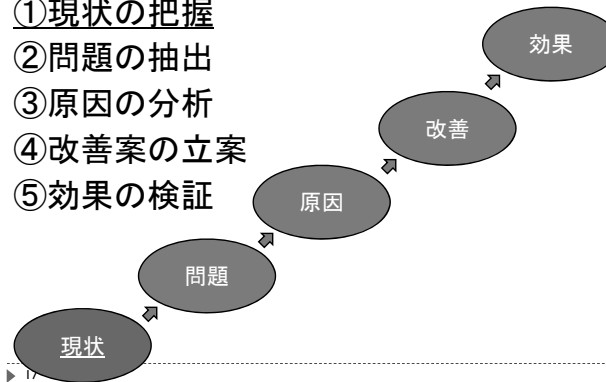 ①現状の把握
②問題の抽出
③原因の分析
④改善案の立案
⑤効果の検証
効果
改善
原因
問題
現状